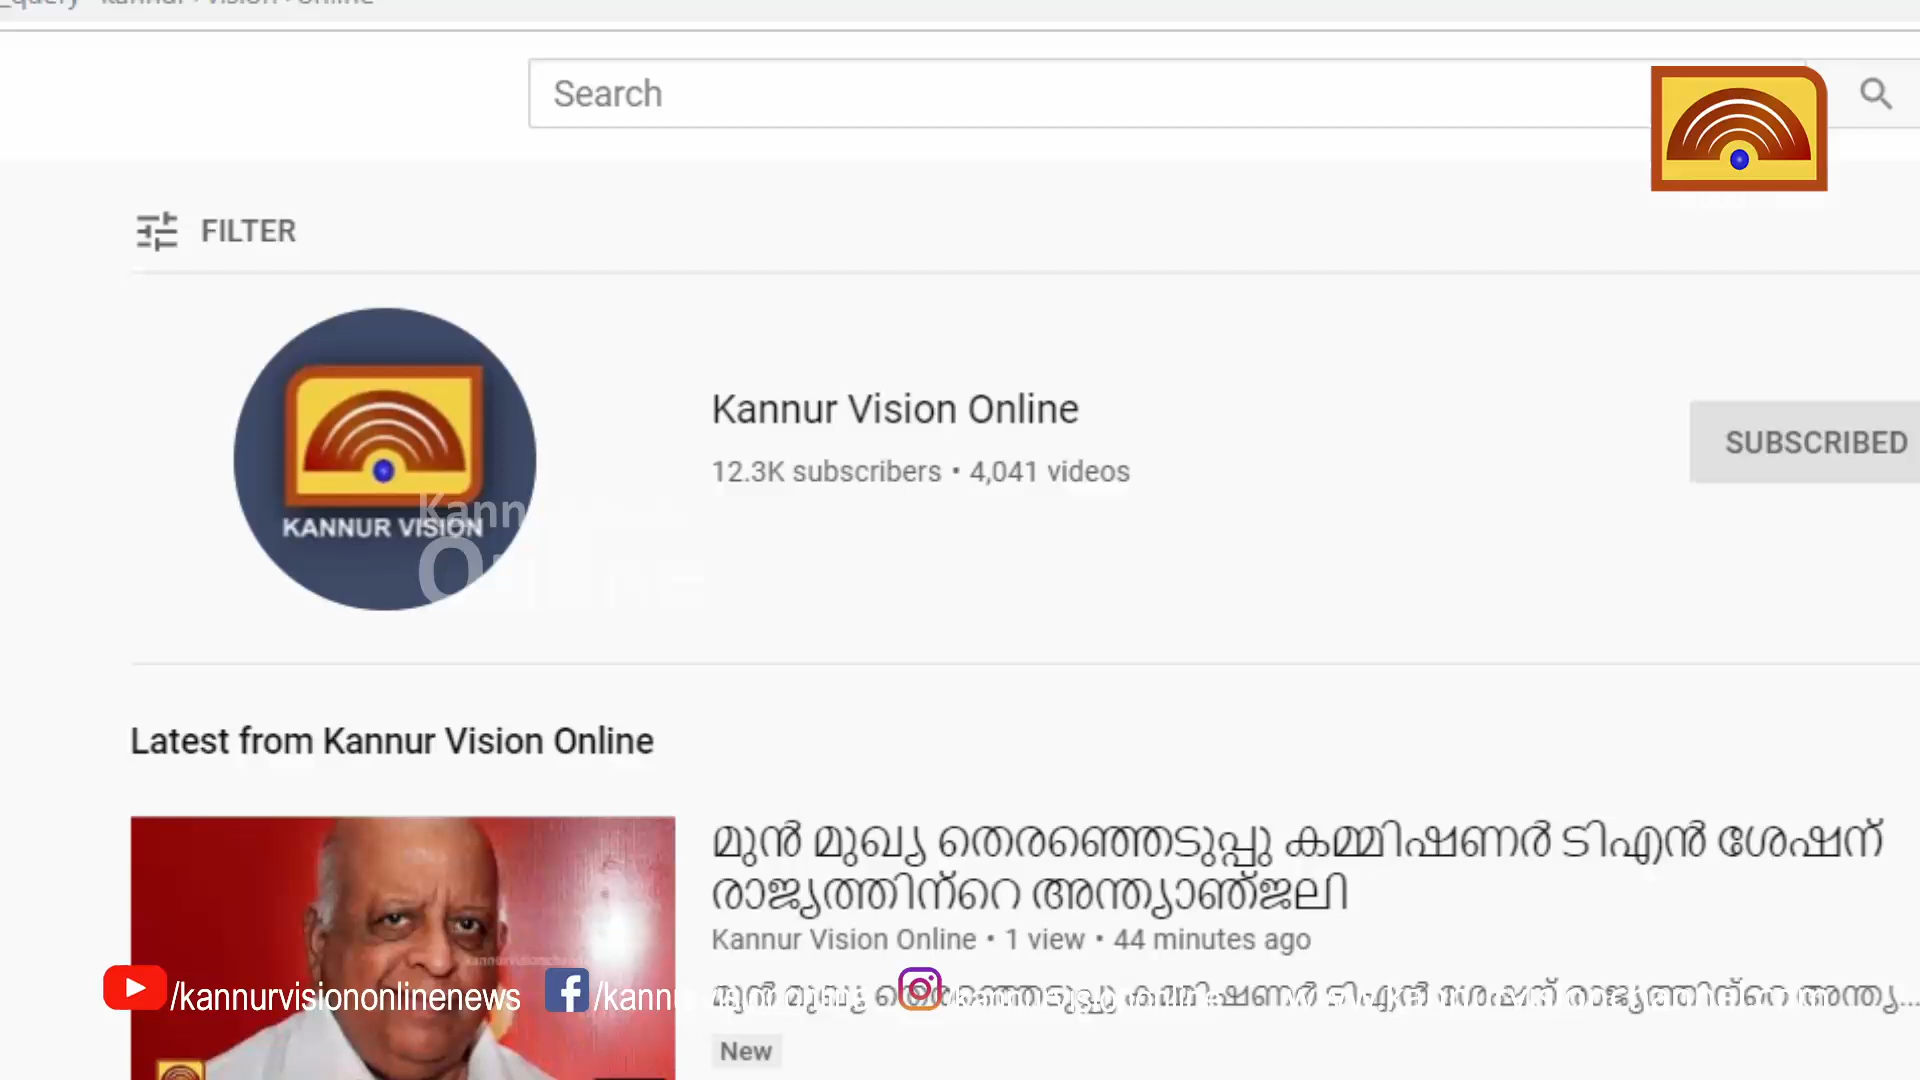 Search
FILTER
KANNUR VISION
Kannur Vision Online
12.3K subscribers • 4,041 videos
SUBSCRIBED
Latest from Kannur Vision Online
മുൻ മുഖ്യ തെരഞ്ഞെടുപ്പു കമ്മിഷണർ ടിഎൻ ശേഷന്
രാജ്യത്തിന്റെ അന്ത്യാഞ്ജലി
Kannur Vision Online • 1 view • 44 minutes ago
/kannurvisiononlinenews
New